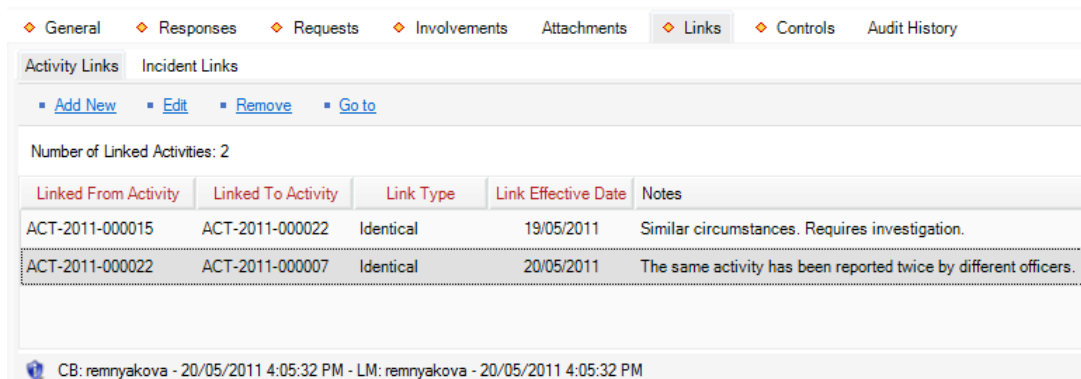 General Responses Requests Involvements Attachments Links Controls Audit History
Activity Links Incident Links
Add New Edit Remove Go to
Number of Linked Activities: 2
Linked From Activity Linked To Activity Link Type Link Effective Date Notes
ACT-2011-000015 ACT-2011-000022 Identical 19/05/2011 Similar circumstances. Requires investigation.
ACT-2011-000022 ACT-2011-000007 Identical 20/05/2011 The same activity has been reported twice by different officers.
CB: remnyakova - 20/05/2011 4:05:32 PM - LM: remnyakova - 20/05/2011 4:05:32 PM